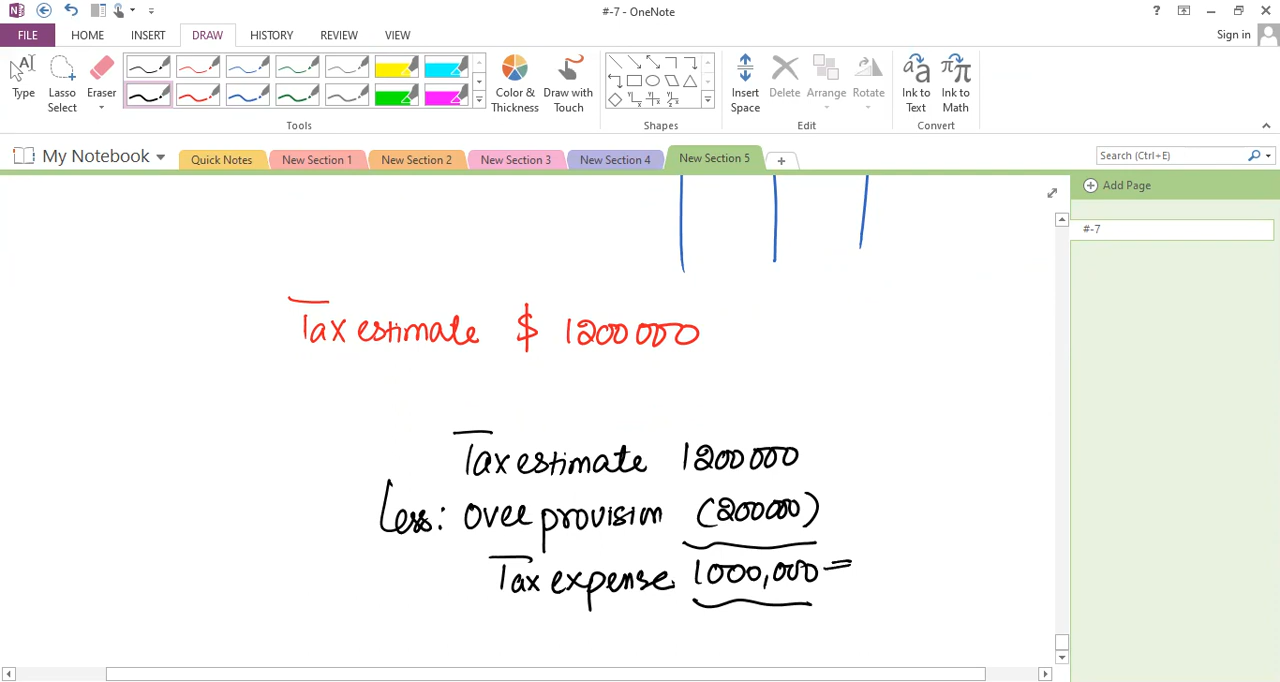 #-7 - OneNote
FILE HOME INSERT DRAW HISTORY REVIEW VIEW
Sign in
Type
Lasso Select
Eraser
Color & Thickness
Draw with Touch
Insert Space
Delete
Arrange
Rotate
Ink to Text
Ink to Math
Tools
Shapes
Edit
Convert
My Notebook
Quick Notes New Section 1 New Section 2 New Section 3 New Section 4 New Section 5
Search (Ctrl+E)
Add Page
#-7
Tax estimate $ 1200000
Tax estimate 1200000
Less: over provision (200000)
Tax expense 1000,000 =